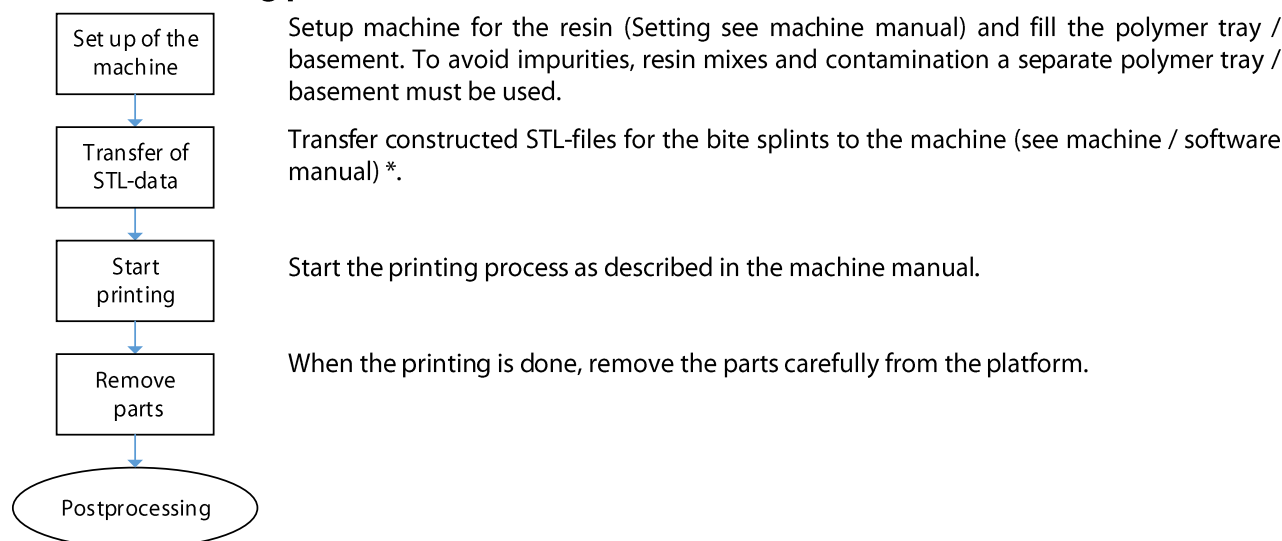 Set up of the
machine
Setup machine for the resin (Setting see machine manual) and fill the polymer tray /
basement. To avoid impurities, resin mixes and contamination a separate polymer tray /
basement must be used.
Transfer of
STL-data
Transfer constructed STL-files for the bite splints to the machine (see machine / software
manual) *.
Start
printing
Start the printing process as described in the machine manual.
Remove
parts
When the printing is done, remove the parts carefully from the platform.
Postprocessing